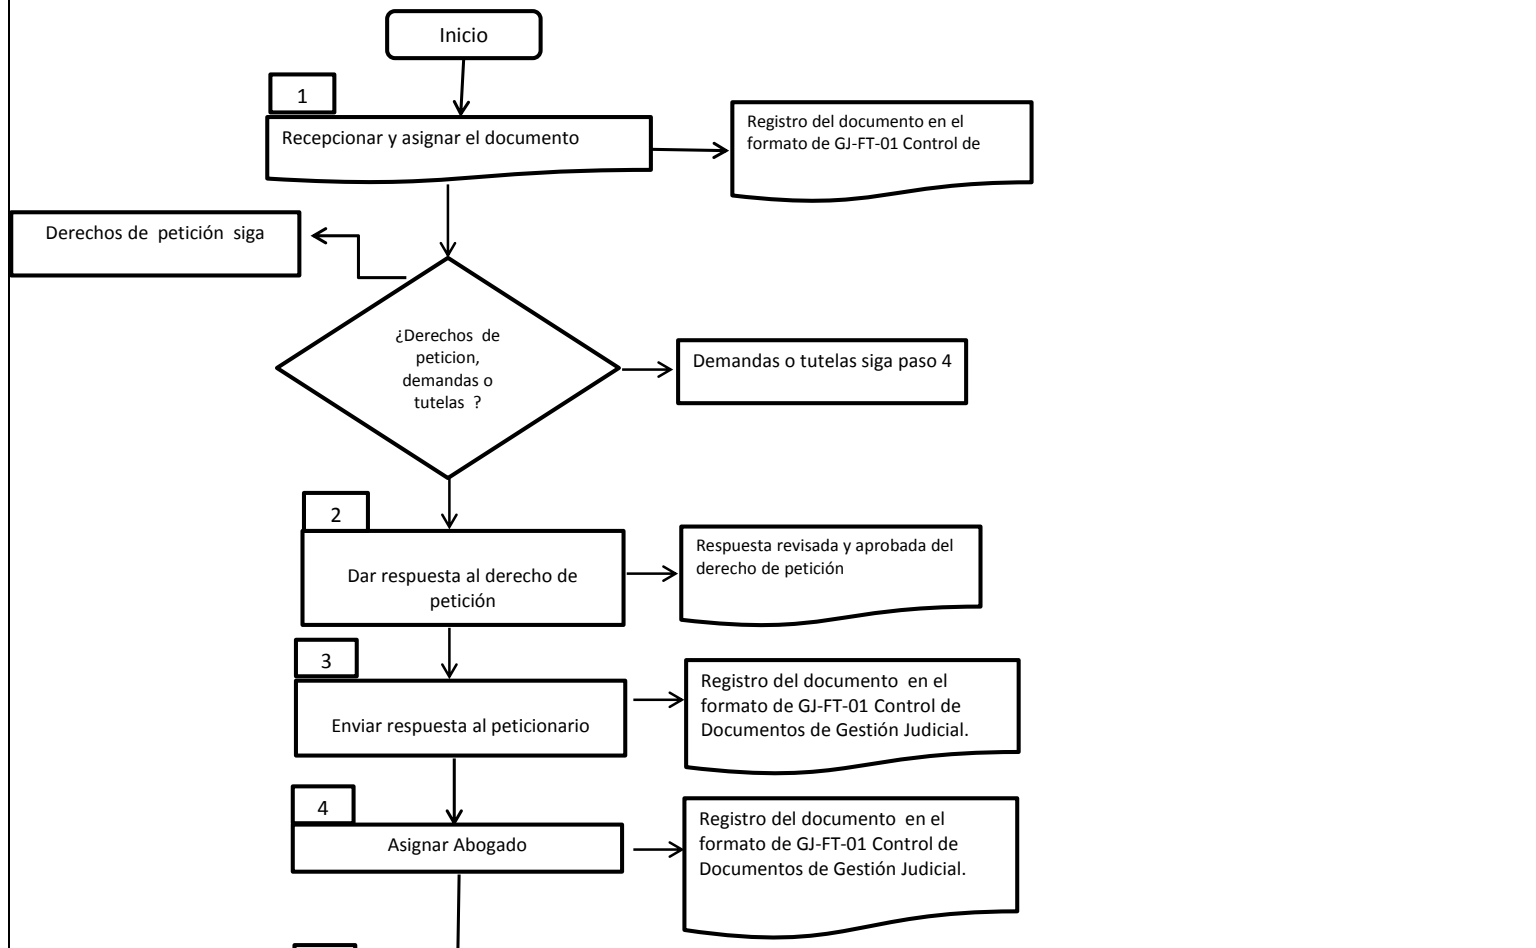 Inicio
1
Recepcionar y asignar el documento
Registro del documento en el
formato de GJ-FT-01 Control de
Derechos de petición siga
¿Derechos de
peticion,
demandas o
tutelas ?
Demandas o tutelas siga paso 4
2
Dar respuesta al derecho de
petición
Respuesta revisada y aprobada del
derecho de petición
3
Enviar respuesta al peticionario
Registro del documento en el
formato de GJ-FT-01 Control de
Documentos de Gestión Judicial.
4
Asignar Abogado
Registro del documento en el
formato de GJ-FT-01 Control de
Documentos de Gestión Judicial.